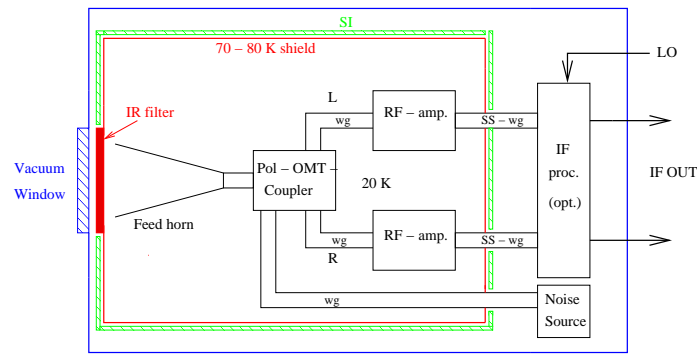 SI
70 – 80 K shield
LO
L
IR filter
wg
RF – amp.
SS – wg
IF
proc.
(opt.)
Vacuum
Window
Pol – OMT –
Coupler
20 K
IF OUT
Feed horn
wg
RF – amp.
SS – wg
R
wg
Noise
Source